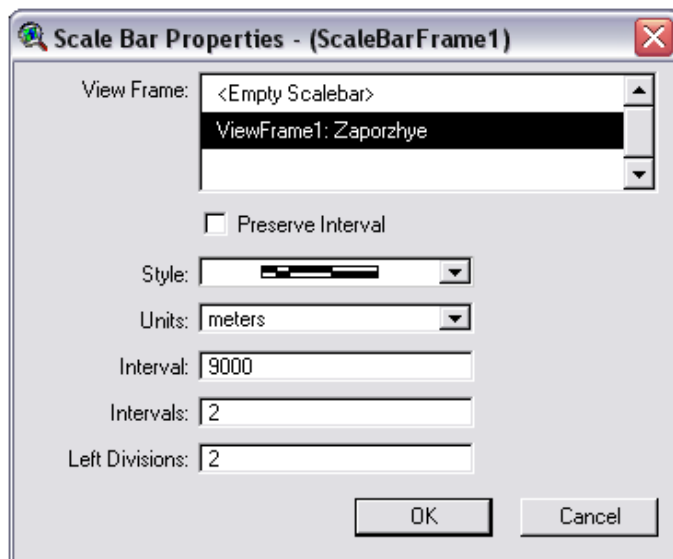 Scale Bar Properties - (ScaleBarFrame1)
View Frame: <Empty Scalebar>
ViewFrame1: Zaporzhye
Preserve Interval
Style:
Units: meters
Interval: 9000
Intervals: 2
Left Divisions: 2
OK Cancel